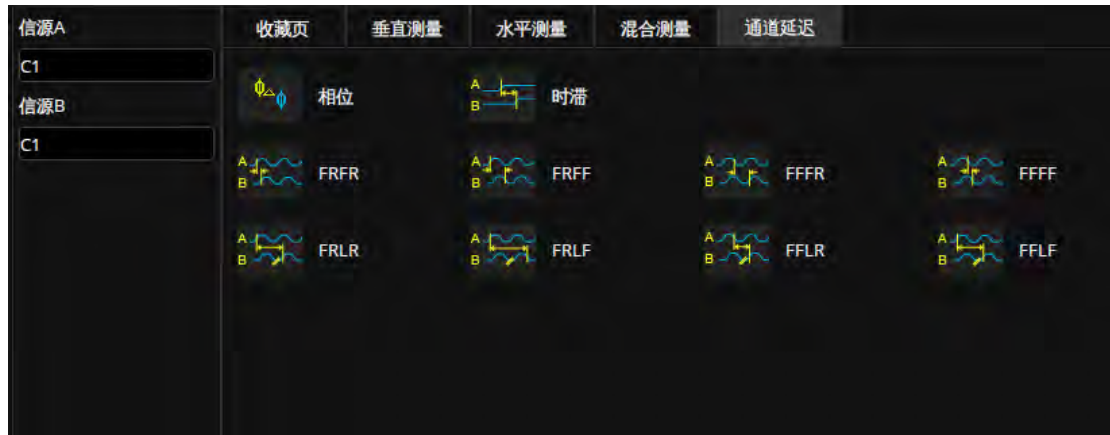 信源A
C1
信源B
C1
收藏页 垂直测量 水平测量 混合测量 通道延迟
ϕ△ϕ 相位 A B 时滞
A B FRFR A B FRFF A B FFFR A B FFFF
A B FRLR A B FRLF A B FFLR A B FFLF